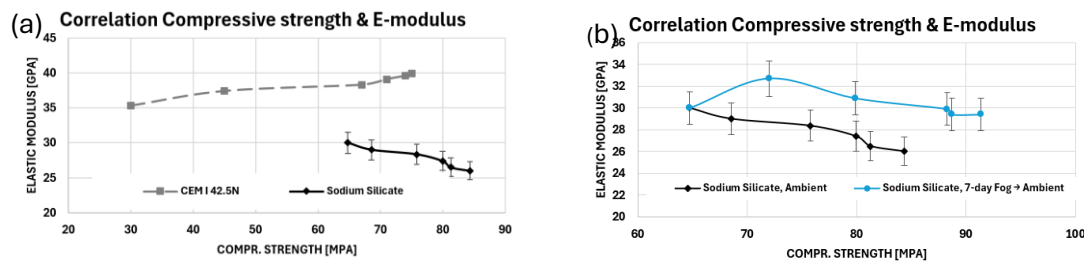 (a) Correlation Compressive strength & E-modulus
ELASTIC MODULUS [GPA]
45
40
35
30
25
20
CEM I 42.5N
Sodium Silicate
20 30 40 50 60 70 80 90
COMPR. STRENGTH [MPA]
(b) Correlation Compressive strength & E-modulus
ELASTIC MODULUS [GPA]
36
34
32
30
28
26
24
22
20
Sodium Silicate, Ambient
Sodium Silicate, 7-day Fog → Ambient
60 70 80 90 100
COMPR. STRENGTH [MPA]